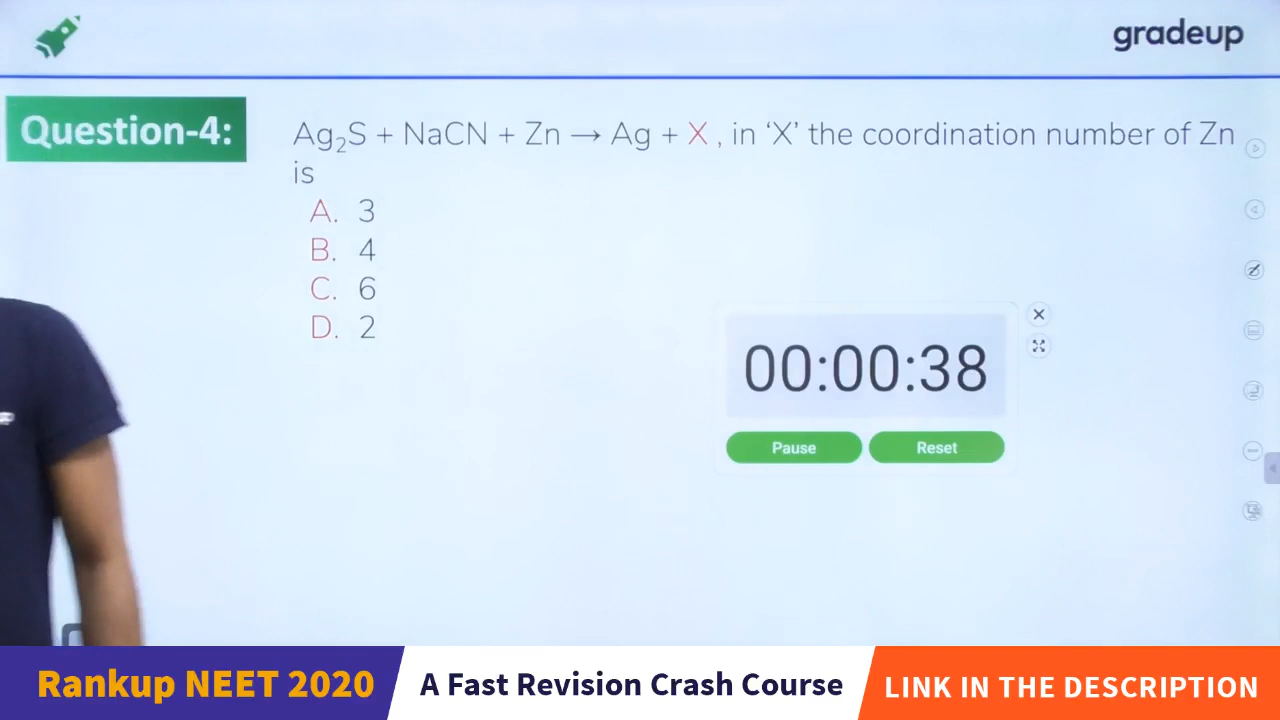 gradeup
Question-4:
Ag₂S + NaCN + Zn → Ag + X , in ‘X’ the coordination number of Zn
is
A. 3
B. 4
C. 6
D. 2
00:00:38
Pause
Reset
Rankup NEET 2020
A Fast Revision Crash Course
LINK IN THE DESCRIPTION